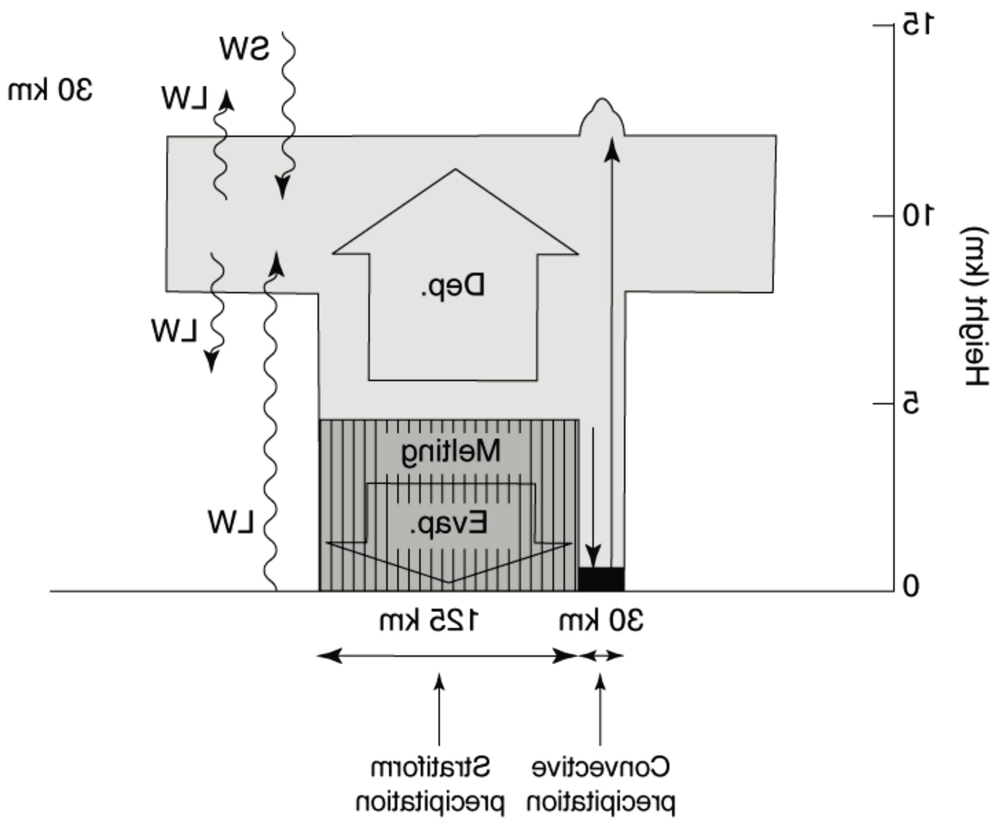 15
SW
30 km
LW
10
Height (km)
Dep.
LW
5
Melting
Evap.
LW
0
30 km
125 km
Convective
precipitation
Stratiform
precipitation